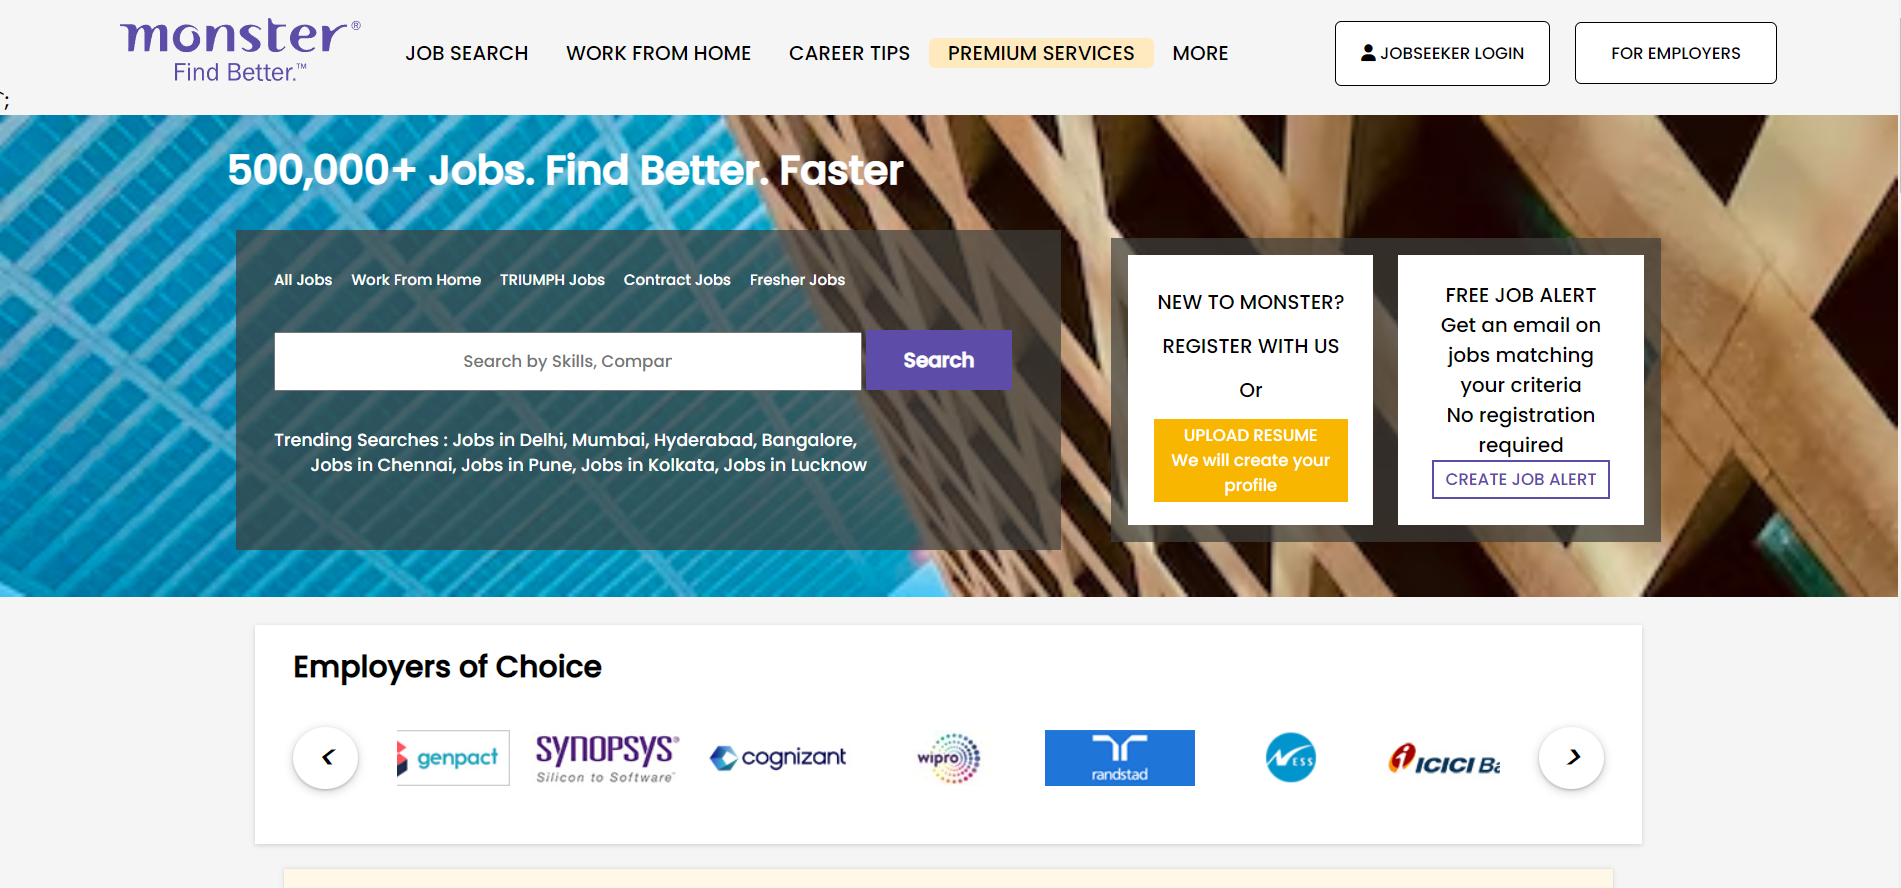 monster®
Find Better.™
JOB SEARCH
WORK FROM HOME
CAREER TIPS
PREMIUM SERVICES
MORE
JOBSEEKER LOGIN
FOR EMPLOYERS
`;
500,000+ Jobs. Find Better. Faster
All Jobs
Work From Home
TRIUMPH Jobs
Contract Jobs
Fresher Jobs
Search by Skills, Compar
Search
Trending Searches : Jobs in Delhi, Mumbai, Hyderabad, Bangalore,
Jobs in Chennai, Jobs in Pune, Jobs in Kolkata, Jobs in Lucknow
NEW TO MONSTER?
REGISTER WITH US
Or
UPLOAD RESUME
We will create your
profile
FREE JOB ALERT
Get an email on
jobs matching
your criteria
No registration
required
CREATE JOB ALERT
Employers of Choice
genpact
SYNOPSYS®
Silicon to Software™
cognizant
wipro
randstad
NESS
ICICI Ba